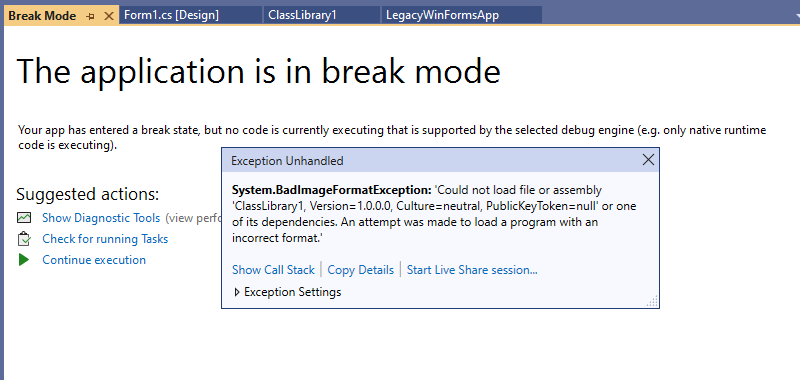 Break Mode
Form1.cs [Design]
ClassLibrary1
LegacyWinFormsApp
The application is in break mode
Your app has entered a break state, but no code is currently executing that is supported by the selected debug engine (e.g. only native runtime
code is executing).
Exception Unhandled
System.BadImageFormatException: 'Could not load file or assembly
'ClassLibrary1, Version=1.0.0.0, Culture=neutral, PublicKeyToken=null' or one
of its dependencies. An attempt was made to load a program with an
incorrect format.'
Show Call Stack | Copy Details | Start Live Share session...
Exception Settings
Suggested actions:
Show Diagnostic Tools (view perfo
Check for running Tasks
Continue execution